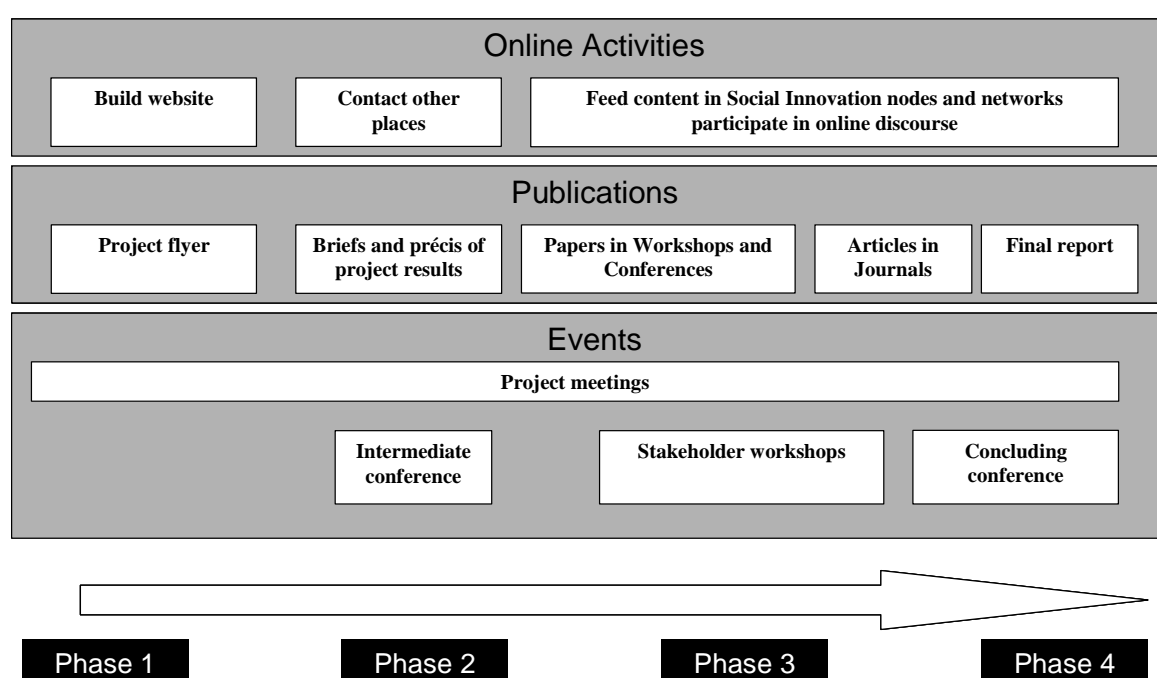 Online Activities
Build website
Contact other
places
Feed content in Social Innovation nodes and networks
participate in online discourse
Publications
Project flyer
Briefs and précis of
project results
Papers in Workshops and
Conferences
Articles in
Journals
Final report
Events
Project meetings
Intermediate
conference
Stakeholder workshops
Concluding
conference
Phase 1
Phase 2
Phase 3
Phase 4